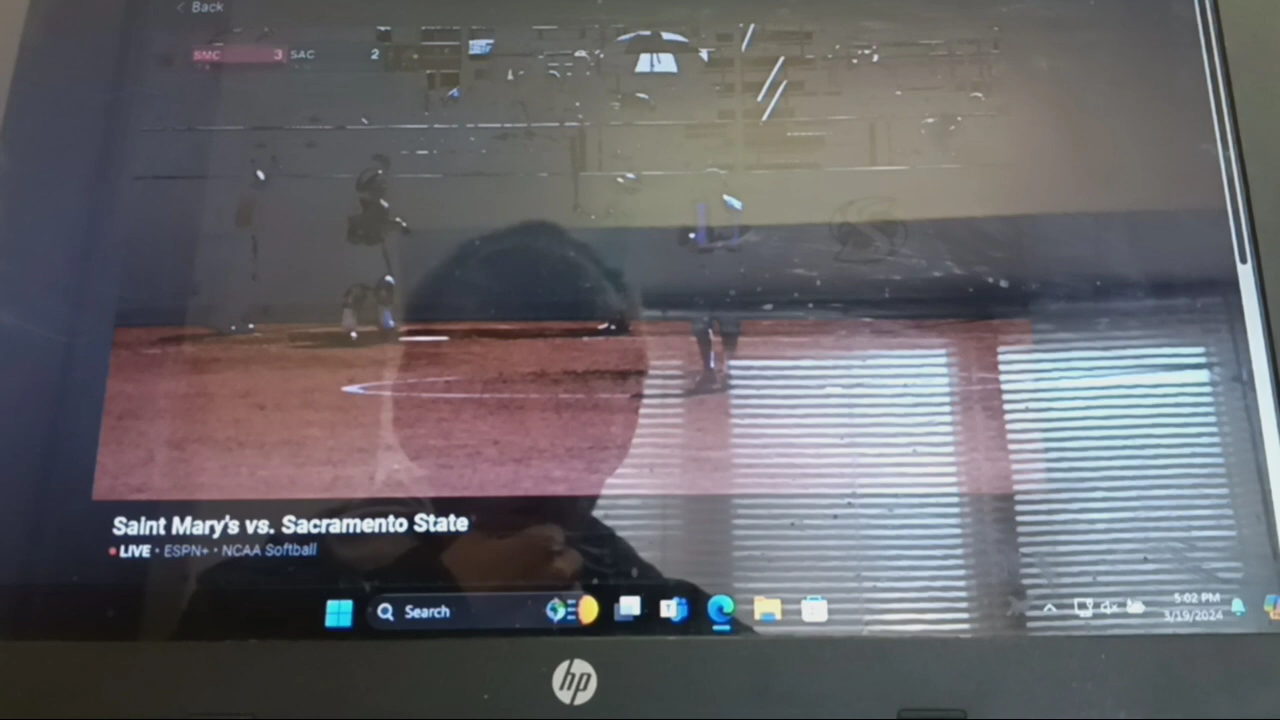 Back
SMC 3 SAC 2
Saint Mary's vs. Sacramento State
LIVE • ESPN+ • NCAA Softball
Search
5:02 PM
3/19/2024
hp